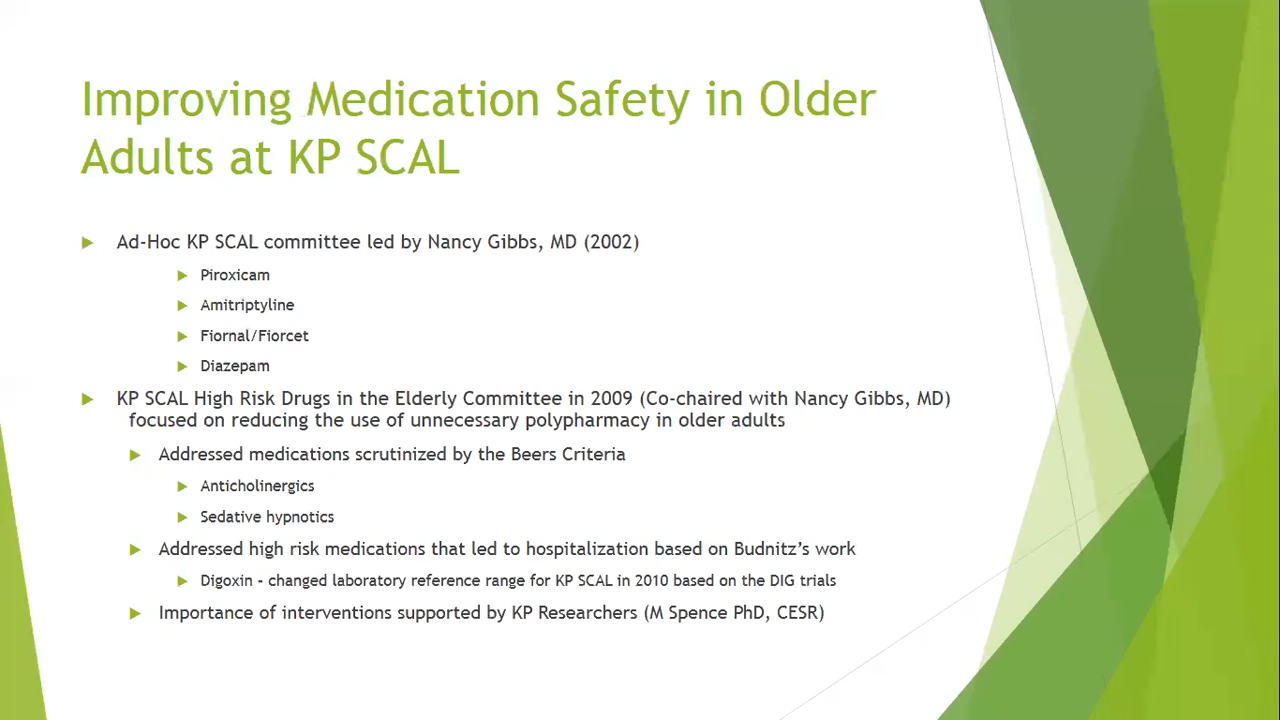 Improving Medication Safety in Older
Adults at KP SCAL
Ad-Hoc KP SCAL committee led by Nancy Gibbs, MD (2002)
Piroxicam
Amitriptyline
Fiornal/Fiorcet
Diazepam
KP SCAL High Risk Drugs in the Elderly Committee in 2009 (Co-chaired with Nancy Gibbs, MD)
focused on reducing the use of unnecessary polypharmacy in older adults
Addressed medications scrutinized by the Beers Criteria
Anticholinergics
Sedative hypnotics
Addressed high risk medications that led to hospitalization based on Budnitz’s work
Digoxin - changed laboratory reference range for KP SCAL in 2010 based on the DIG trials
Importance of interventions supported by KP Researchers (M Spence PhD, CESR)